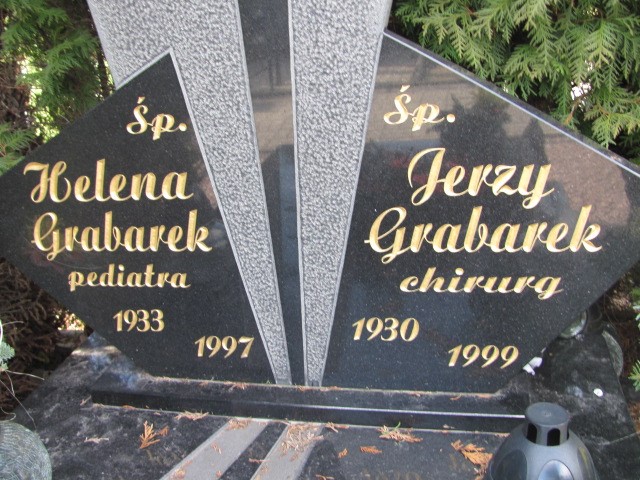 Śp.
Helena
Grabarek
pediatra
1933
1997
Śp.
Jerzy
Grabarek
chirurg
1930
1999